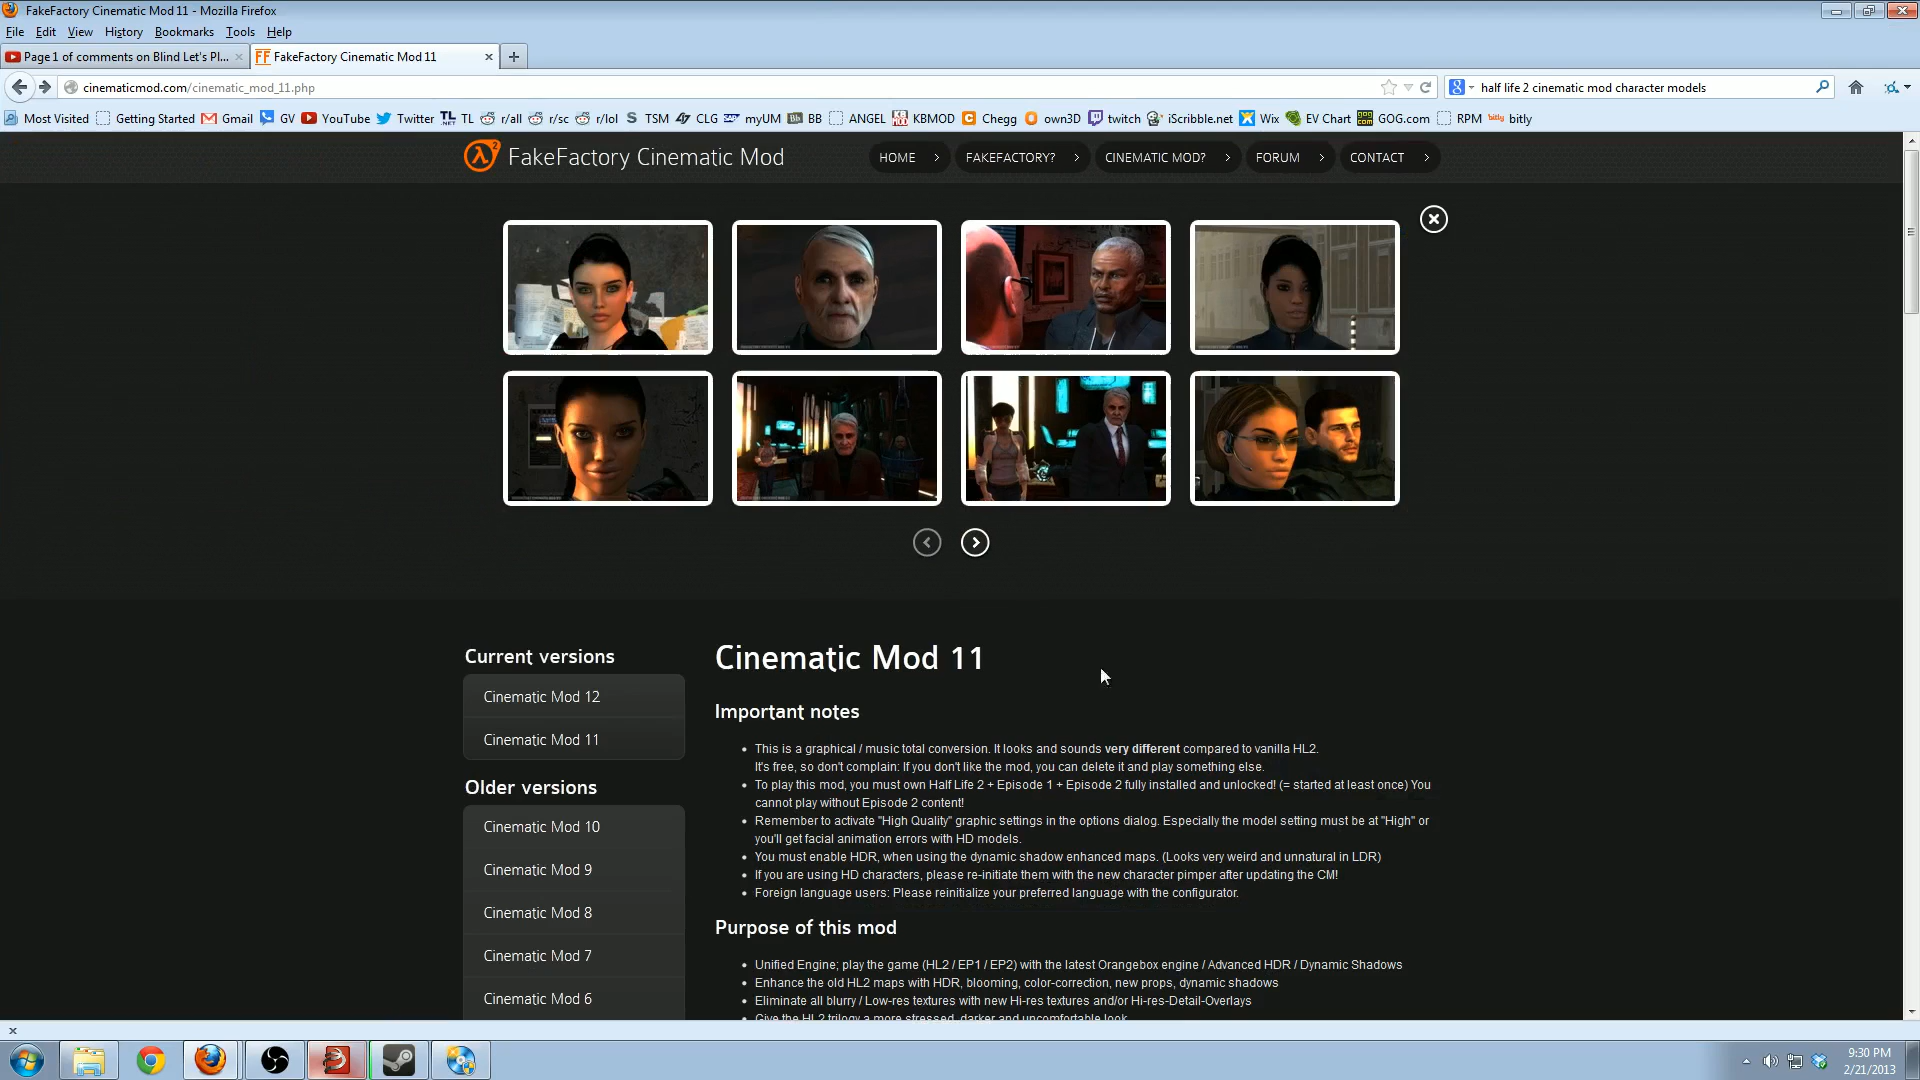 FakeFactory Cinematic Mod 11 - Mozilla Firefox
File Edit View History Bookmarks Tools Help
Page 1 of comments on Blind Let's Pl...
FakeFactory Cinematic Mod 11
cinematicmod.com/cinematic_mod_11.php
half life 2 cinematic mod character models
Most Visited Getting Started Gmail GV YouTube Twitter TL r/all r/sc r/lol TSM CLG myUM BB ANGEL KBMOD Chegg own3D twitch iScribble.net Wix EV Chart GOG.com RPM bitly
FakeFactory Cinematic Mod
HOME FAKEFACTORY? CINEMATIC MOD? FORUM CONTACT
Current versions
Cinematic Mod 12
Cinematic Mod 11
Older versions
Cinematic Mod 10
Cinematic Mod 9
Cinematic Mod 8
Cinematic Mod 7
Cinematic Mod 6
Cinematic Mod 11
Important notes
This is a graphical / music total conversion. It looks and sounds very different compared to vanilla HL2.
It's free, so don't complain: If you don't like the mod, you can delete it and play something else.
To play this mod, you must own Half Life 2 + Episode 1 + Episode 2 fully installed and unlocked! (= started at least once) You
cannot play without Episode 2 content!
Remember to activate "High Quality" graphic settings in the options dialog. Especially the model setting must be at "High" or
you'll get facial animation errors with HD models.
You must enable HDR, when using the dynamic shadow enhanced maps. (Looks very weird and unnatural in LDR)
If you are using HD characters, please re-initiate them with the new character pimper after updating the CM!
Foreign language users: Please reinitialize your preferred language with the configurator.
Purpose of this mod
Unified Engine; play the game (HL2 / EP1 / EP2) with the latest Orangebox engine / Advanced HDR / Dynamic Shadows
Enhance the old HL2 maps with HDR, blooming, color-correction, new props, dynamic shadows
Eliminate all blurry / Low-res textures with new Hi-res textures and/or Hi-res-Detail-Overlays
Give the HL2 trilogy a more stressed, darker and uncomfortable look
9:30 PM
2/21/2013